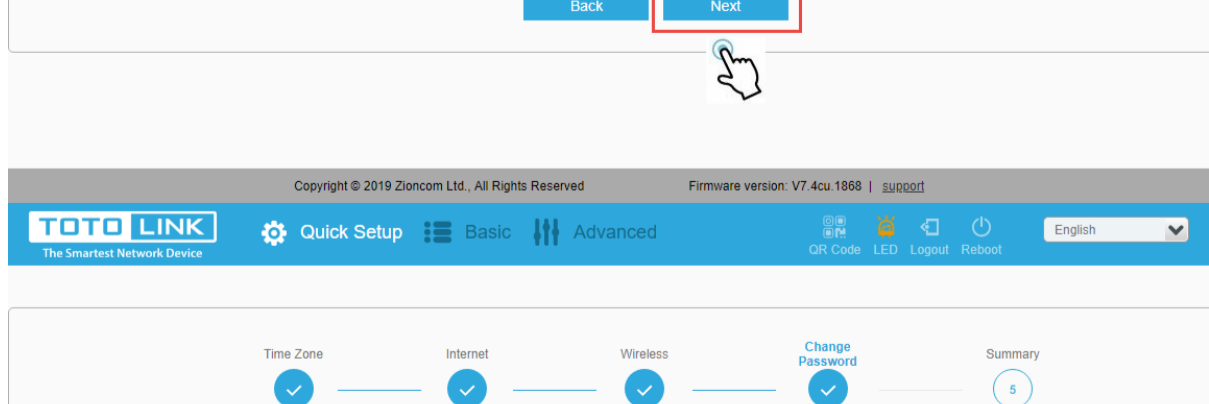 Back Next
Copyright © 2019 Zioncom Ltd., All Rights Reserved Firmware version: V7.4cu.1868 | support
TOTO LINK
The Smartest Network Device
Quick Setup Basic Advanced
QR Code LED Logout Reboot
English
Time Zone Internet Wireless Change Password Summary
5